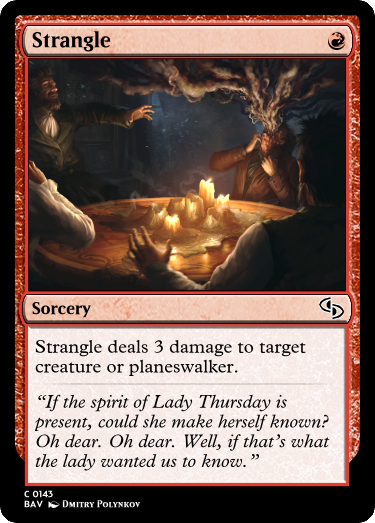 Strangle
Sorcery
Strangle deals 3 damage to target
creature or planeswalker.
“If the spirit of Lady Thursday is
present, could she make herself known?
Oh dear. Oh dear. Well, if that’s what
the lady wanted us to know.”
C 0143
BAV Dmitry Polynkov